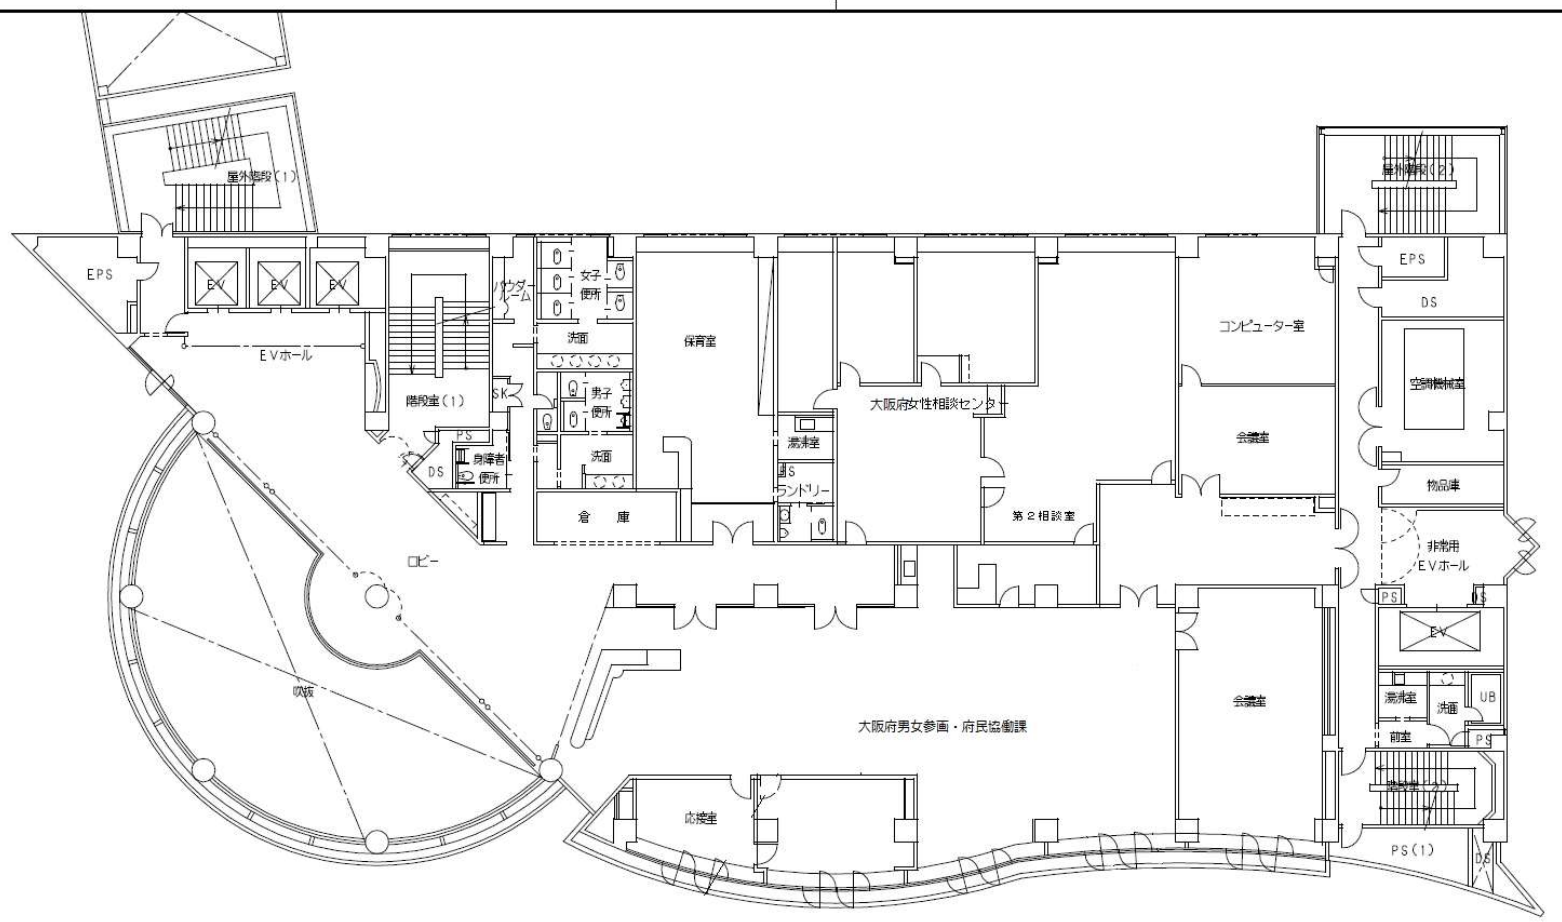 屋外階段(1)
屋外階段(2)
EPS
EV
EV
EV
パウダー
ルーム
女子
便所
洗面
EVホール
保育室
コンピューター室
EPS
DS
空調機械室
階段室(1)
SK
男子
便所
大阪府女性相談センター
PS
DS
身障者
便所
洗面
湯沸室
PS
ランドリー
会議室
物品庫
倉 庫
第2相談室
ロビー
非常用
EVホール
PS
DS
EV
吹抜
大阪府男女参画・府民協働課
会議室
湯沸室
洗面
UB
前室
PS
階段室(2)
応接室
PS(1)
DS